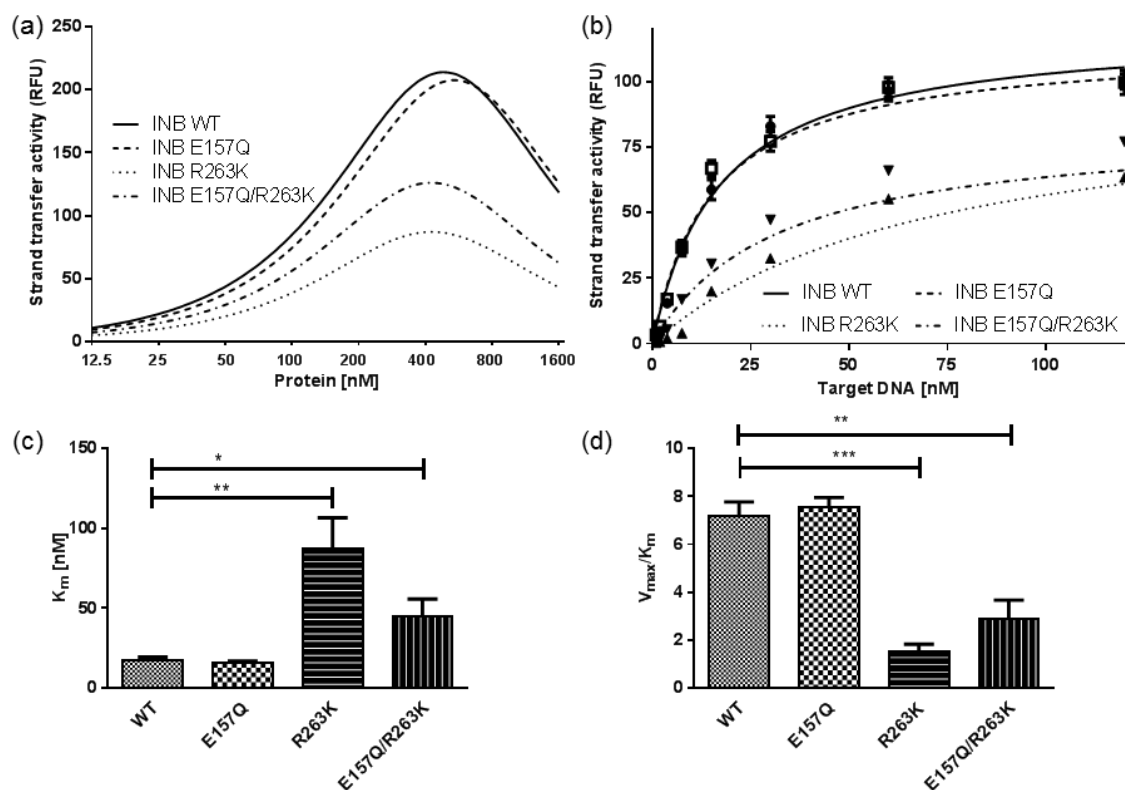 (a)
250
200
150
100
50
0
Strand transfer activity (RFU)
INB WT
INB E157Q
INB R263K
INB E157Q/R263K
12.5 25 50 100 200 400 800 1600
Protein [nM]
(b)
100
75
50
25
0
Strand transfer activity (RFU)
INB WT
INB E157Q
INB R263K
INB E157Q/R263K
0 25 50 75 100
Target DNA [nM]
(c)
150
100
50
0
Km [nM]
*
**
WT
E157Q
R263K
E157Q/R263K
(d)
10
8
6
4
2
0
Vmax/Km
**
***
WT
E157Q
R263K
E157Q/R263K